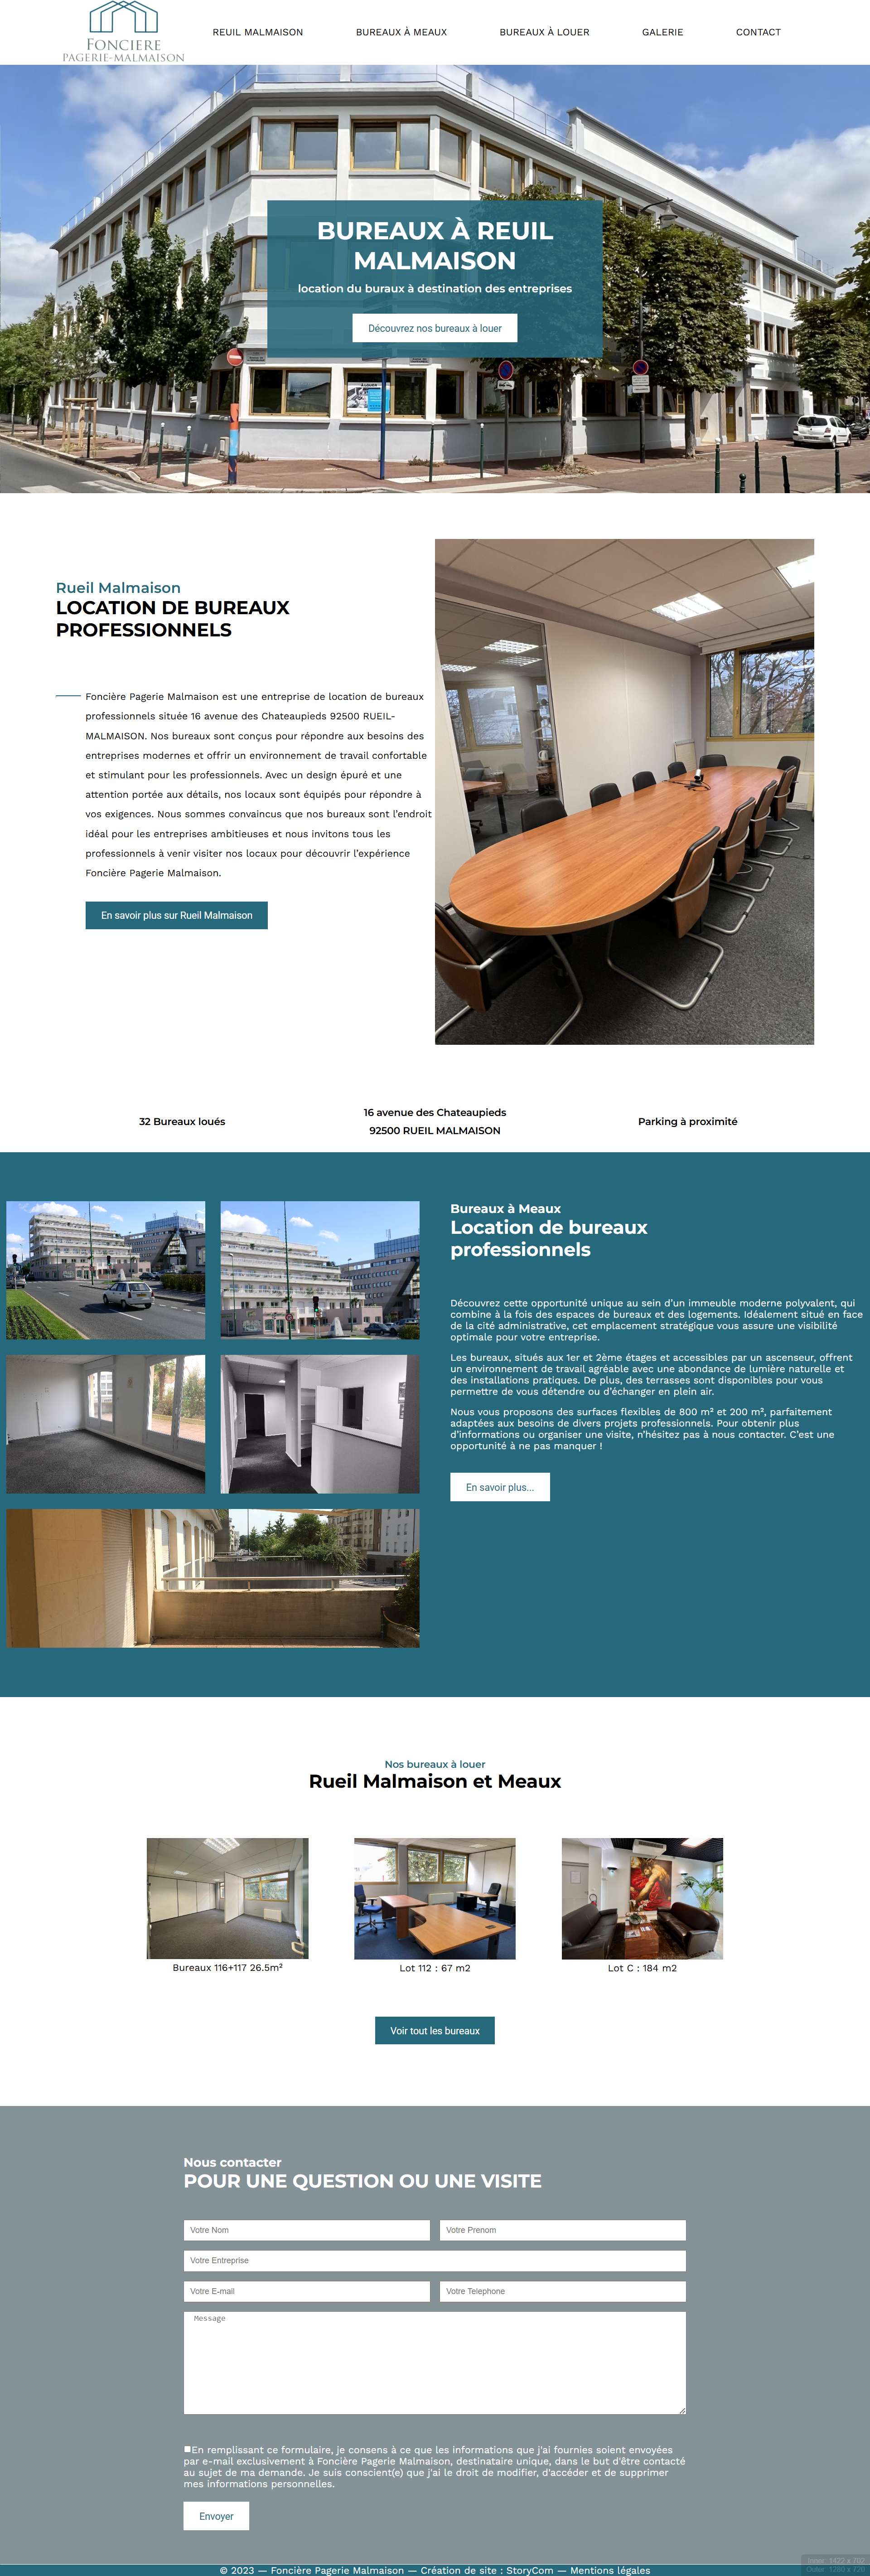 FONCIERE
PAGERIE-MALMAISON
REUIL MALMAISON
BUREAUX À MEAUX
BUREAUX À LOUER
GALERIE
CONTACT
BUREAUX À REUIL
MALMAISON
location du buraux à destination des entreprises
Découvrez nos bureaux à louer
Rueil Malmaison
LOCATION DE BUREAUX
PROFESSIONNELS
Foncière Pagerie Malmaison est une entreprise de location de bureaux
professionnels située 16 avenue des Chateaupieds 92500 RUEIL-
MALMAISON. Nos bureaux sont conçus pour répondre aux besoins des
entreprises modernes et offrir un environnement de travail confortable
et stimulant pour les professionnels. Avec un design épuré et une
attention portée aux détails, nos locaux sont équipés pour répondre à
vos exigences. Nous sommes convaincus que nos bureaux sont l’endroit
idéal pour les entreprises ambitieuses et nous invitons tous les
professionnels à venir visiter nos locaux pour découvrir l’expérience
Foncière Pagerie Malmaison.
En savoir plus sur Rueil Malmaison
32 Bureaux loués
16 avenue des Chateaupieds
92500 RUEIL MALMAISON
Parking à proximité
Bureaux à Meaux
Location de bureaux
professionnels
Découvrez cette opportunité unique au sein d’un immeuble moderne polyvalent, qui
combine à la fois des espaces de bureaux et des logements. Idéalement situé en face
de la cité administrative, cet emplacement stratégique vous assure une visibilité
optimale pour votre entreprise.
Les bureaux, situés aux 1er et 2ème étages et accessibles par un ascenseur, offrent
un environnement de travail agréable avec une abondance de lumière naturelle et
des installations pratiques. De plus, des terrasses sont disponibles pour vous
permettre de vous détendre ou d’échanger en plein air.
Nous vous proposons des surfaces flexibles de 800 m² et 200 m², parfaitement
adaptées aux besoins de divers projets professionnels. Pour obtenir plus
d’informations ou organiser une visite, n’hésitez pas à nous contacter. C’est une
opportunité à ne pas manquer !
En savoir plus...
Nos bureaux à louer
Rueil Malmaison et Meaux
Bureaux 116+117 26.5m²
Lot 112 : 67 m2
Lot C : 184 m2
Voir tout les bureaux
Nous contacter
POUR UNE QUESTION OU UNE VISITE
Votre Nom
Votre Prenom
Votre Entreprise
Votre E-mail
Votre Telephone
Message
En remplissant ce formulaire, je consens à ce que les informations que j'ai fournies soient envoyées
par e-mail exclusivement à Foncière Pagerie Malmaison, destinataire unique, dans le but d'être contacté
au sujet de ma demande. Je suis conscient(e) que j'ai le droit de modifier, d'accéder et de supprimer
mes informations personnelles.
Envoyer
© 2023 — Foncière Pagerie Malmaison — Création de site : StoryCom — Mentions légales